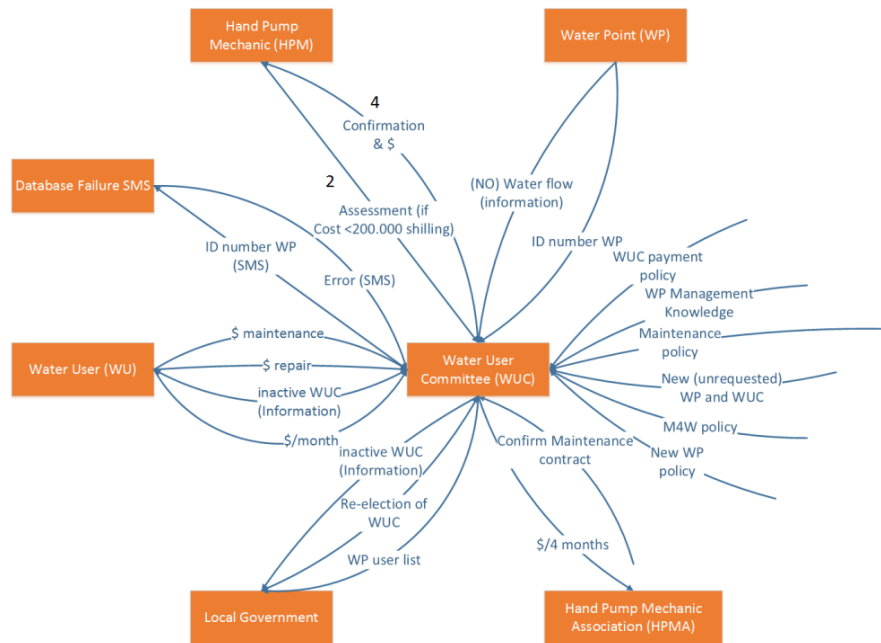 Hand Pump
Mechanic (HPM)
Water Point (WP)
4
Confirmation
& $
2
Database Failure SMS
(NO) Water flow
(information)
Assessment (if
Cost <200.000 shilling)
ID number WP
(SMS)
ID number WP
WUC payment
policy
Error (SMS)
WP Management
Knowledge
$ maintenance
Maintenance
policy
Water User (WU)
$ repair
Water User
Committee (WUC)
New (unrequested)
WP and WUC
inactive WUC
(Information)
M4W policy
$/month
inactive WUC
(Information)
Confirm Maintenance
contract
New WP
policy
Re-election of
WUC
$/4 months
WP user list
Local Government
Hand Pump Mechanic
Association (HPMA)